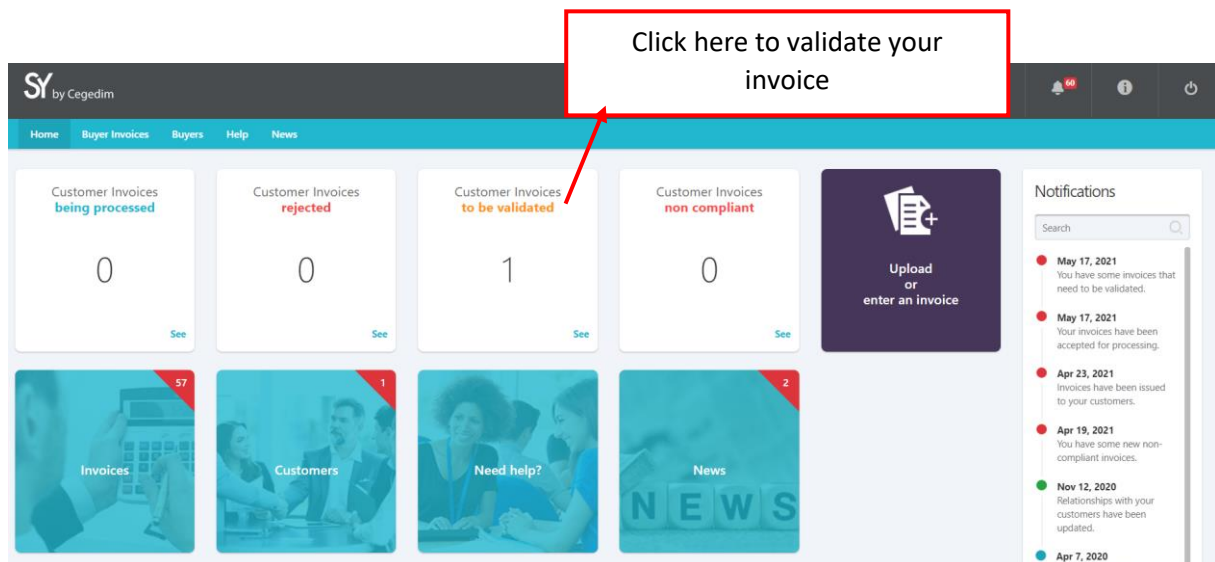 Click here to validate your
invoice
SY by Cegedim
60
Home Buyer Invoices Buyers Help News
Customer Invoices
being processed
0
See
Customer Invoices
rejected
0
See
Customer Invoices
to be validated
1
See
Customer Invoices
non compliant
0
See
Upload
or
enter an invoice
57
Invoices
1
Customers
Need help?
2
News
NEWS
Notifications
Search
May 17, 2021
You have some invoices that
need to be validated.
May 17, 2021
Your invoices have been
accepted for processing.
Apr 23, 2021
Invoices have been issued
to your customers.
Apr 19, 2021
You have some new non-
compliant invoices.
Nov 12, 2020
Relationships with your
customers have been
updated.
Apr 7, 2020